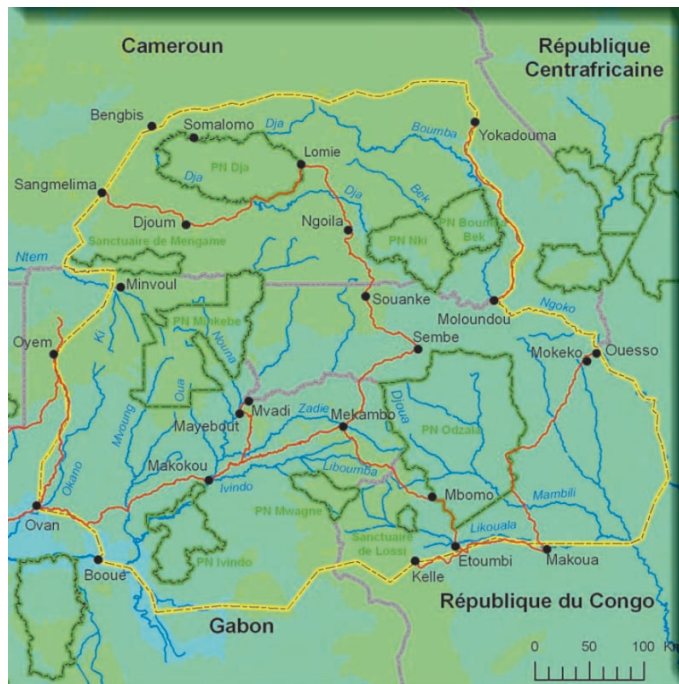 Cameroun
République
Centrafricaine
Bengbis
Somalomo
Dja
Boumba
Yokadouma
Lomie
PN Dja
Sangmelima
Dja
Dja
Bek
Djoum
Ngoila
PN Boumba
Bek
PN Nki
Sanctuaire de Mengame
Ntem
Minvoul
Souanke
Moloundou
Ngoko
PN Minkebe
Ki
Nouna
Oyem
Sembe
Mokeko
Ouesso
Oua
Mvoung
Mvadi
Mayebout
Zadie
Mekambo
Djoua
PN Odzala
Makokou
Liboumba
Ivindo
Okano
Mbomo
Mambili
PN Mwagne
Ovan
Sanctuaire
de Lossi
Likouala
Booue
PN Ivindo
Kelle
Etoumbi
Makoua
Gabon
République du Congo
0 50 100